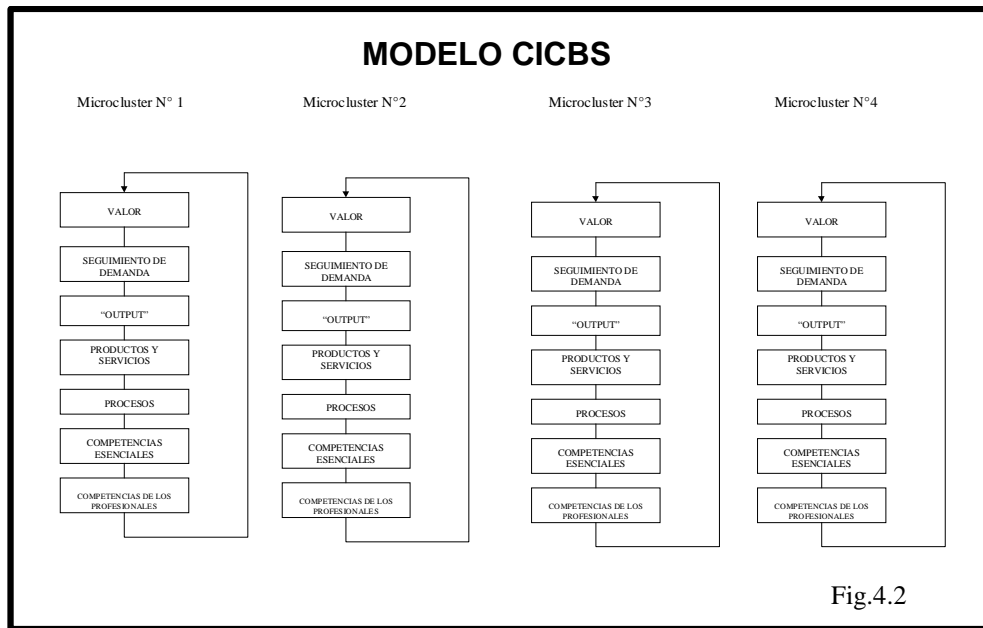 MODELO CICBS
Microcluster N° 1
VALOR
SEGUIMIENTO DE
DEMANDA
“OUTPUT”
PRODUCTOS Y
SERVICIOS
PROCESOS
COMPETENCIAS
ESENCIALES
COMPETENCIAS DE LOS
PROFESIONALES
Microcluster N°2
VALOR
SEGUIMIENTO DE
DEMANDA
“OUTPUT”
PRODUCTOS Y
SERVICIOS
PROCESOS
COMPETENCIAS
ESENCIALES
COMPETENCIAS DE LOS
PROFESIONALES
Microcluster N°3
VALOR
SEGUIMIENTO DE
DEMANDA
“OUTPUT”
PRODUCTOS Y
SERVICIOS
PROCESOS
COMPETENCIAS
ESENCIALES
COMPETENCIAS DE LOS
PROFESIONALES
Microcluster N°4
VALOR
SEGUIMIENTO DE
DEMANDA
“OUTPUT”
PRODUCTOS Y
SERVICIOS
PROCESOS
COMPETENCIAS
ESENCIALES
COMPETENCIAS DE LOS
PROFESIONALES
Fig.4.2